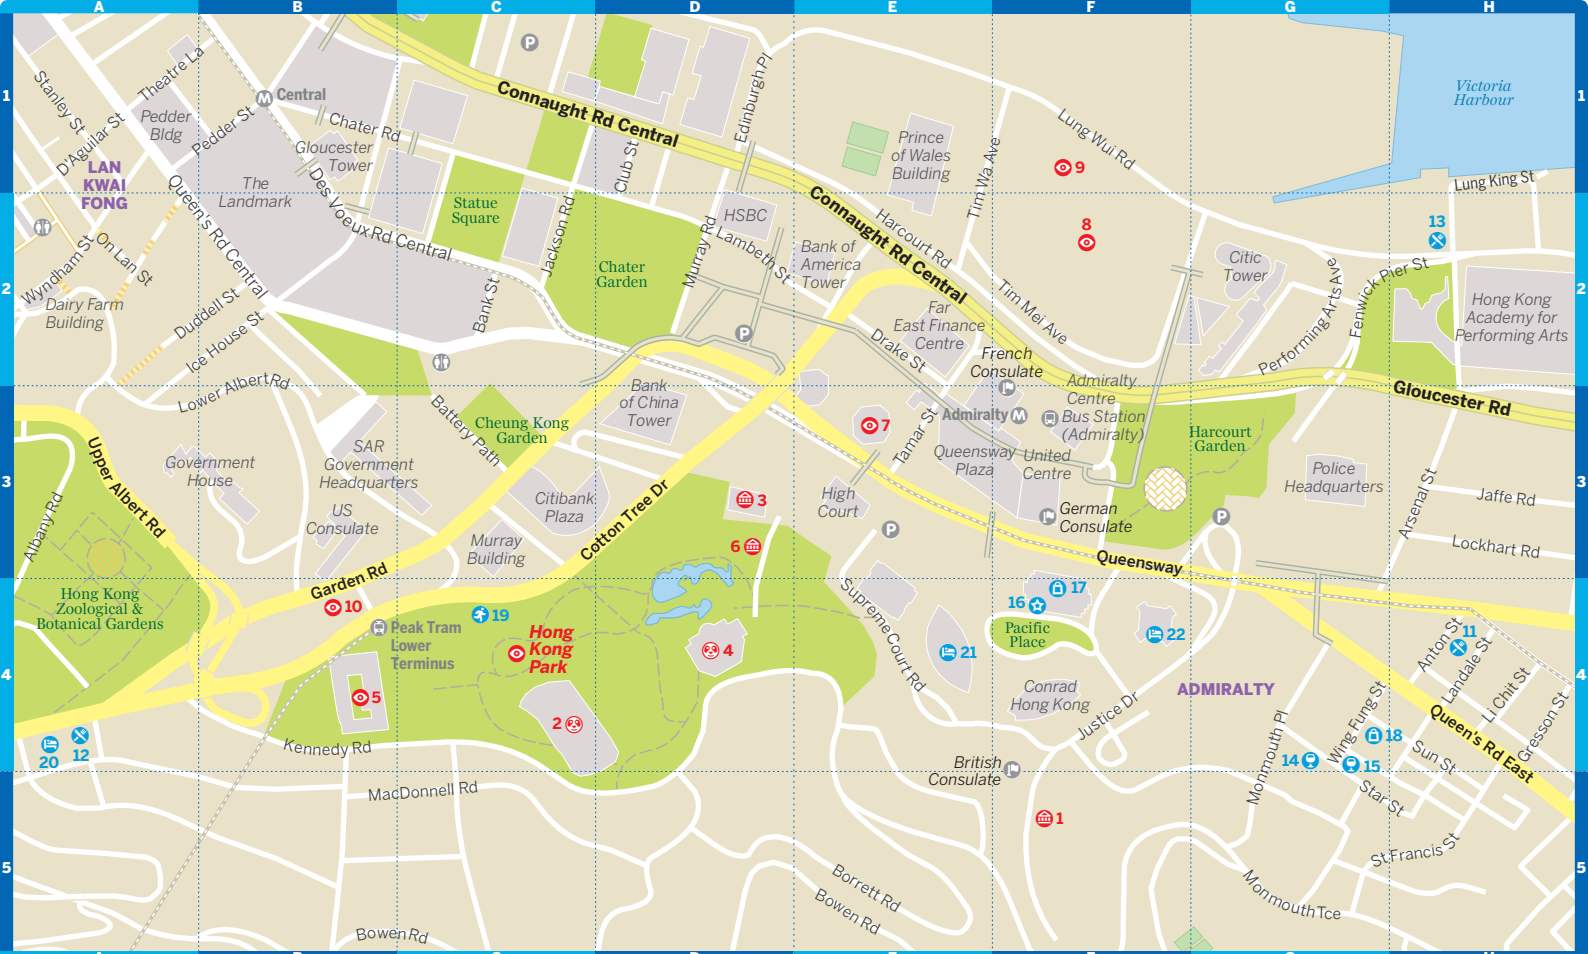 A B C D E F G H
1
1
2
2
3
3
4
4
5
5
Victoria
Harbour
Stanley St
Theatre La
Pedder
Bldg
D'Aguilar St
Pedder St
Central
Chater Rd
Gloucester
Tower
Connaught Rd Central
Edinburgh Pl
Club St
Prince
of Wales
Building
Tim Wa Ave
Lung Wui Rd
9
Lung King St
LAN
KWAI
FONG
Queen's Rd Central
The
Landmark
Des Voeux Rd Central
Statue
Square
Jackson Rd
Chater
Garden
Murray Rd
HSBC
Lambeth St
Bank of
America
Tower
Connaught Rd Central
Harcourt Rd
8
13
Wyndham St
On Lan St
Dairy Farm
Building
Duddell St
Ice House St
Bank St
Far
East Finance
Centre
Drake St
Tim Mei Ave
French
Consulate
Citic
Tower
Performing Arts Ave
Fenwick Pier St
Hong Kong
Academy for
Performing Arts
Gloucester Rd
Lower Albert Rd
Battery Path
Cheung Kong
Garden
Bank
of China
Tower
7
Tamar St
Admiralty
Admiralty
Centre
Bus Station
(Admiralty)
Queensway
Plaza
United
Centre
Harcourt
Garden
Upper Albert Rd
Government
House
SAR
Government
Headquarters
US
Consulate
Citibank
Plaza
Murray
Building
Cotton Tree Dr
3
6
High
Court
German
Consulate
Police
Headquarters
Arsenal St
Jaffe Rd
Lockhart Rd
Albany Rd
Queensway
Garden Rd
Hong Kong
Zoological &
Botanical Gardens
10
Peak Tram
Lower
Terminus
19
Hong
Kong
Park
4
5
2
Supreme Court Rd
17
16
Pacific
Place
22
21
Conrad
Hong Kong
Justice Dr
ADMIRALTY
Anton St
11
Landale St
Li Chit St
Gresson St
Queen's Rd East
Wing Fung St
18
Monmouth Pl
14
15
Sun St
Star St
20
12
Kennedy Rd
British
Consulate
MacDonnell Rd
1
St Francis St
Monmouth Tce
Borrett Rd
Bowen Rd
Bowen Rd